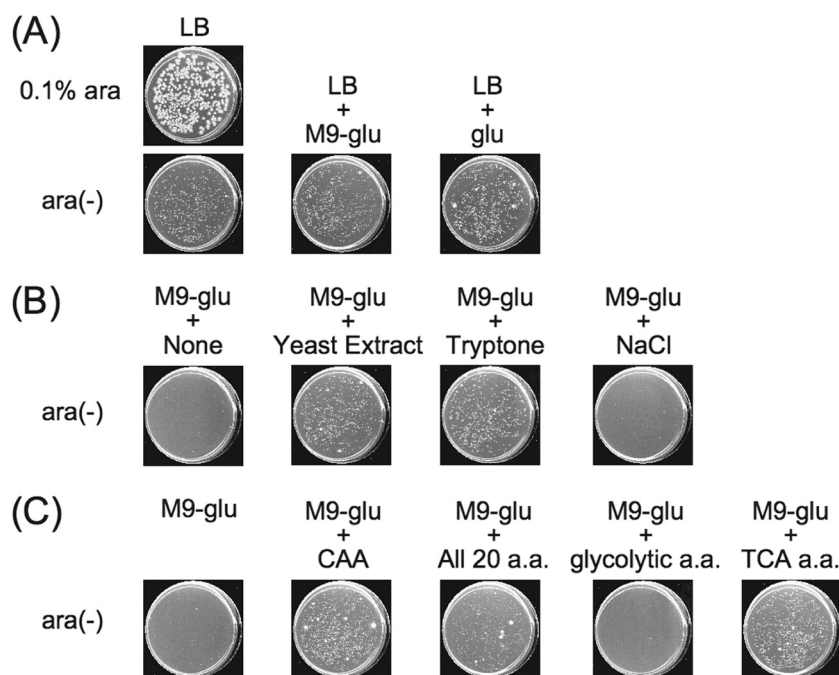 (A)
LB
0.1% ara
LB
+
M9-glu
LB
+
glu
ara(-)
(B)
M9-glu
+
None
M9-glu
+
Yeast Extract
M9-glu
+
Tryptone
M9-glu
+
NaCl
ara(-)
(C)
M9-glu
M9-glu
+
CAA
M9-glu
+
All 20 a.a.
M9-glu
+
glycolytic a.a.
M9-glu
+
TCA a.a.
ara(-)